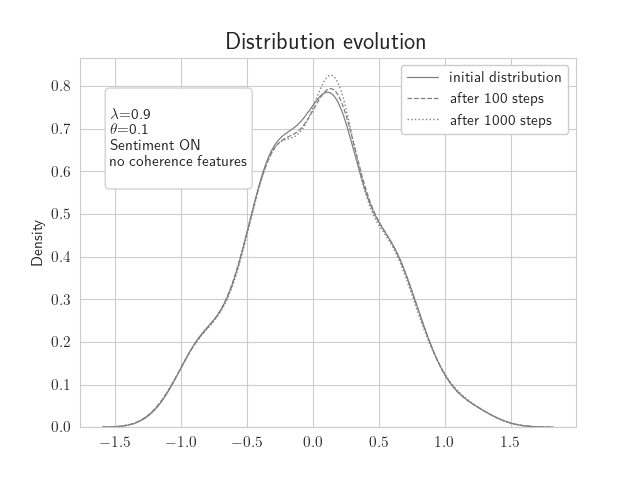 Distribution evolution
initial distribution
after 100 steps
after 1000 steps
λ=0.9
θ=0.1
Sentiment ON
no coherence features
Density
0.8
0.7
0.6
0.5
0.4
0.3
0.2
0.1
0.0
−1.5 −1.0 −0.5 0.0 0.5 1.0 1.5